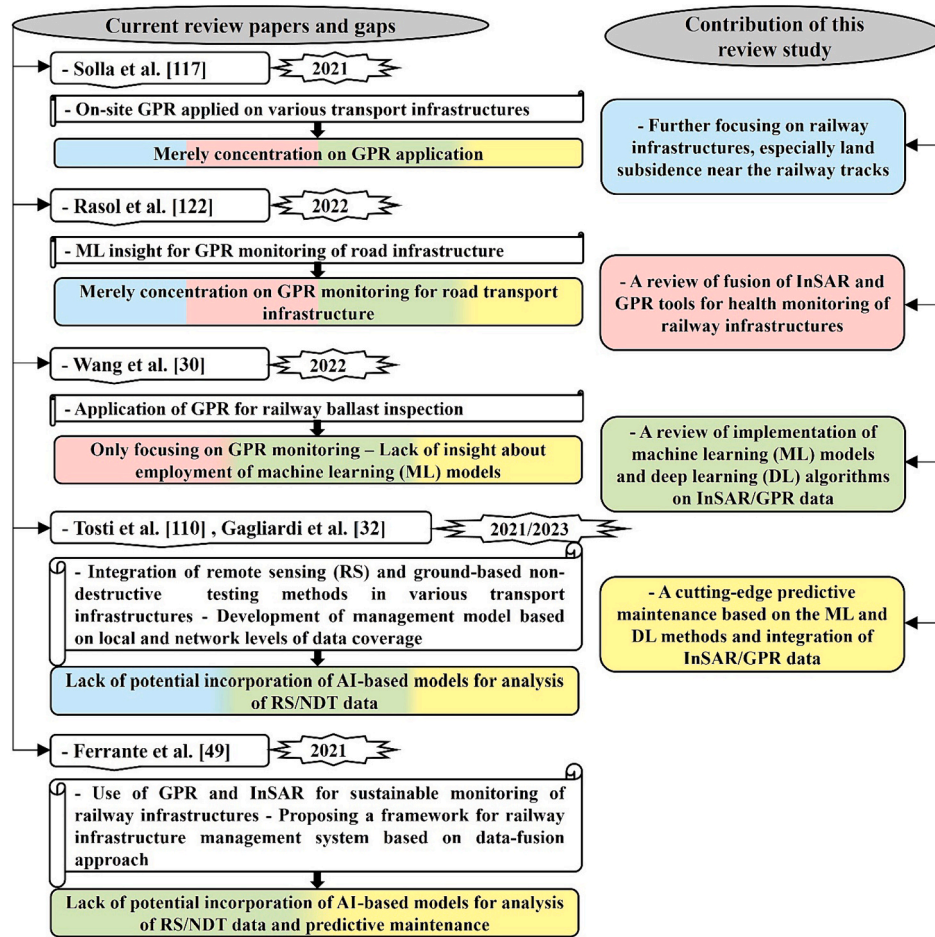 Current review papers and gaps
- Solla et al. [117]
2021
- On-site GPR applied on various transport infrastructures
Merely concentration on GPR application
- Rasol et al. [122]
2022
- ML insight for GPR monitoring of road infrastructure
Merely concentration on GPR monitoring for road transport
infrastructure
- Wang et al. [30]
2022
- Application of GPR for railway ballast inspection
Only focusing on GPR monitoring – Lack of insight about
employment of machine learning (ML) models
- Tosti et al. [110] , Gagliardi et al. [32]
2021/2023
- Integration of remote sensing (RS) and ground-based non-
destructive testing methods in various transport
infrastructures - Development of management model based
on local and network levels of data coverage
Lack of potential incorporation of AI-based models for analysis
of RS/NDT data
- Ferrante et al. [49]
2021
- Use of GPR and InSAR for sustainable monitoring of
railway infrastructures - Proposing a framework for railway
infrastructure management system based on data-fusion
approach
Lack of potential incorporation of AI-based models for analysis
of RS/NDT data and predictive maintenance
Contribution of this
review study
- Further focusing on railway
infrastructures, especially land
subsidence near the railway tracks
- A review of fusion of InSAR and
GPR tools for health monitoring of
railway infrastructures
- A review of implementation of
machine learning (ML) models
and deep learning (DL) algorithms
on InSAR/GPR data
- A cutting-edge predictive
maintenance based on the ML and
DL methods and integration of
InSAR/GPR data